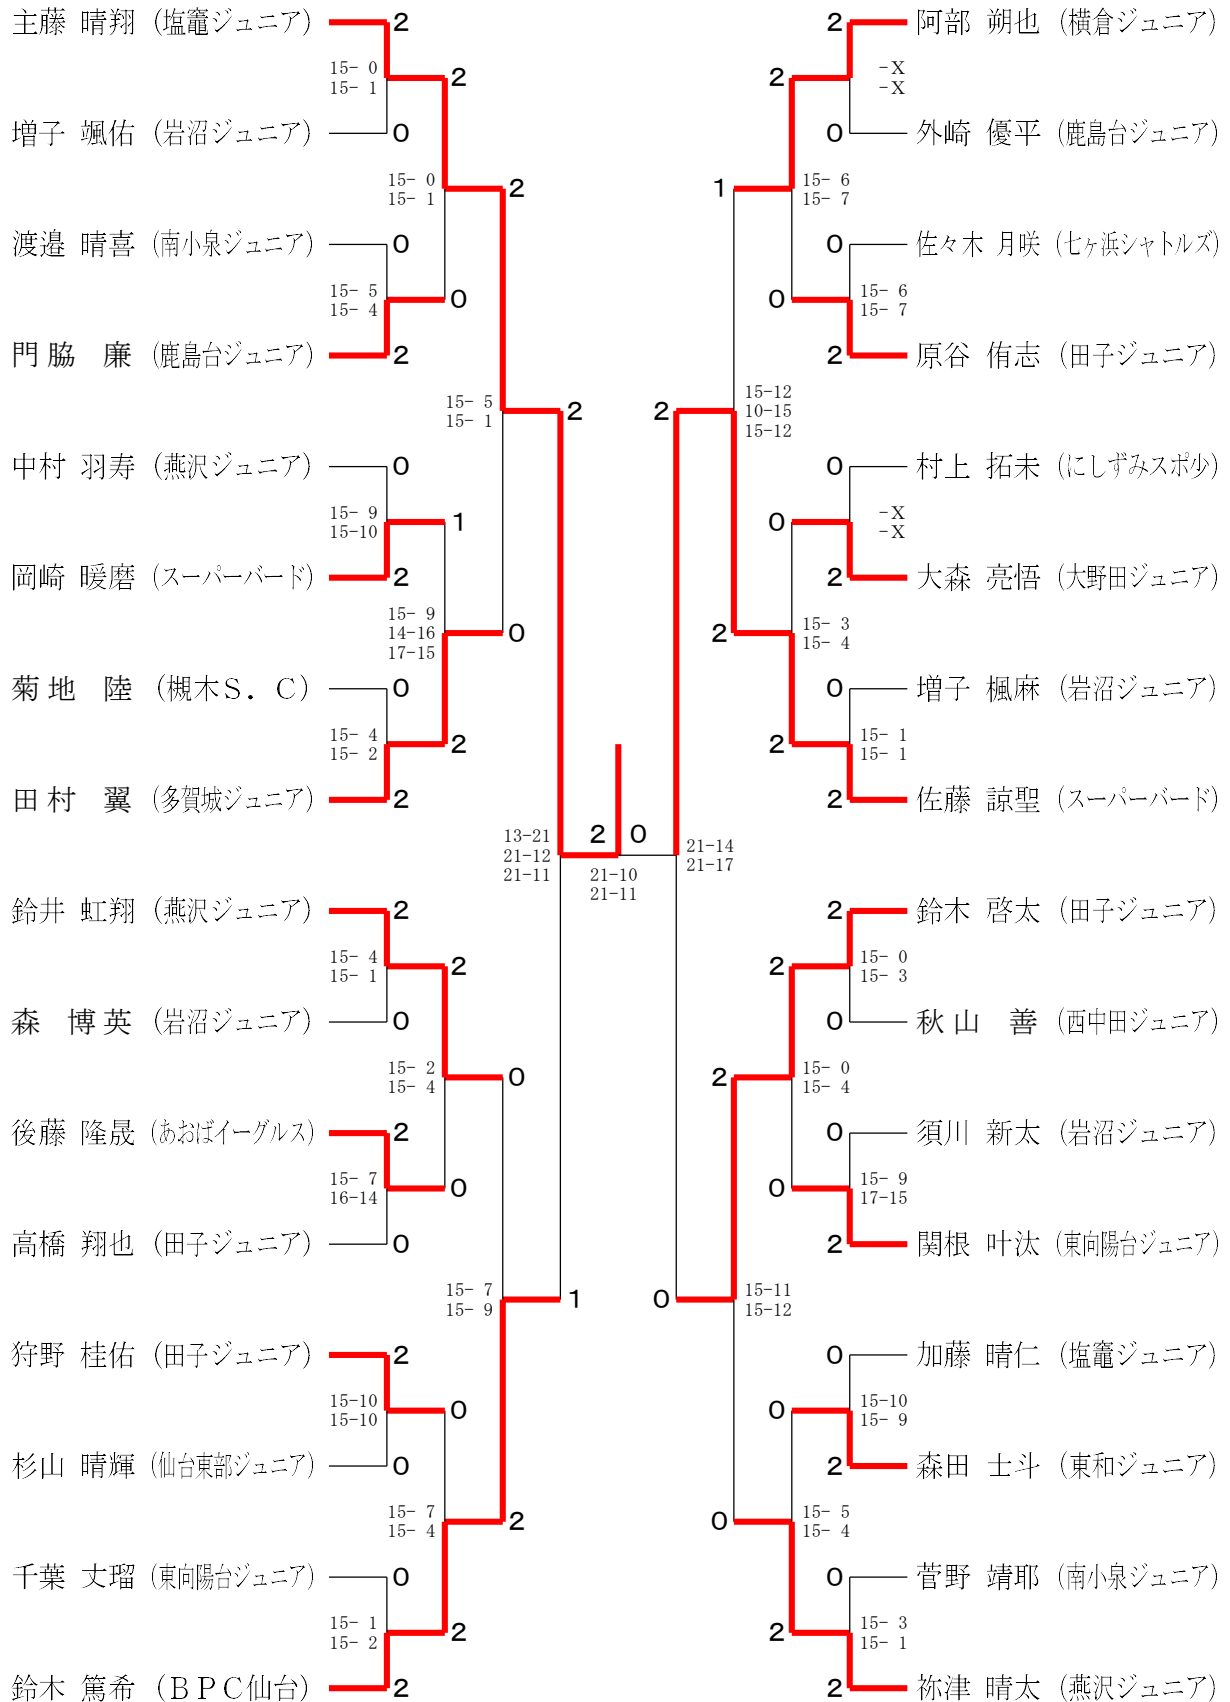 主藤 晴翔 (塩竈ジュニア) 2
15- 0
15- 1
2
増子 颯佑 (岩沼ジュニア) 0
15- 0
15- 1
2
渡邉 晴喜 (南小泉ジュニア) 0
15- 5
15- 4
0
門脇 廉 (鹿島台ジュニア) 2
15- 5
15- 1
2
中村 羽寿 (燕沢ジュニア) 0
15- 9
15-10
1
岡崎 暖磨 (スーパーバード) 2
15- 9
14-16
17-15
0
菊地 陸 (槻木S．C) 0
15- 4
15- 2
2
田村 翼 (多賀城ジュニア) 2
13-21
21-12
21-11
2 0
21-10
21-11
鈴井 虹翔 (燕沢ジュニア) 2
15- 4
15- 1
2
森 博英 (岩沼ジュニア) 0
15- 2
15- 4
0
後藤 隆晟 (あおばイーグルス) 2
15- 7
16-14
0
高橋 翔也 (田子ジュニア) 0
15- 7
15- 9
1
狩野 桂佑 (田子ジュニア) 2
15-10
15-10
0
杉山 晴輝 (仙台東部ジュニア) 0
15- 7
15- 4
2
千葉 丈瑠 (東向陽台ジュニア) 0
15- 1
15- 2
2
鈴木 篤希 (BPC仙台) 2
2 阿部 朔也 (横倉ジュニア)
2
-X
-X
0 外崎 優平 (鹿島台ジュニア)
1
15- 6
15- 7
0 佐々木 月咲 (七ヶ浜シャトルズ)
0
15- 6
15- 7
2 原谷 侑志 (田子ジュニア)
2
15-12
10-15
15-12
0 村上 拓未 (にしずみスポ少)
0
-X
-X
2 大森 亮悟 (大野田ジュニア)
2
15- 3
15- 4
0 増子 楓麻 (岩沼ジュニア)
2
15- 1
15- 1
2 佐藤 諒聖 (スーパーバード)
21-14
21-17
2 鈴木 啓太 (田子ジュニア)
2
15- 0
15- 3
0 秋山 善 (西中田ジュニア)
2
15- 0
15- 4
0 須川 新太 (岩沼ジュニア)
0
15- 9
17-15
2 関根 叶汰 (東向陽台ジュニア)
0
15-11
15-12
0 加藤 晴仁 (塩竈ジュニア)
0
15-10
15- 9
2 森田 士斗 (東和ジュニア)
0
15- 5
15- 4
0 菅野 靖耶 (南小泉ジュニア)
2
15- 3
15- 1
2 祢津 晴太 (燕沢ジュニア)